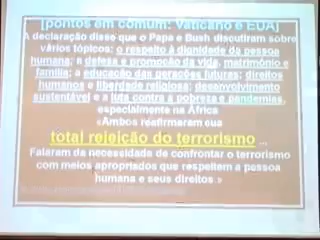 [pontos em comum: Vaticano e EUA]
A declaração disse que o Papa e Bush discutiram sobre
vários tópicos: o respeito à dignidade da pessoa
humana; a defesa e promoção da vida, matrimônio e
família; a educação das gerações futuras; direitos
humanos e liberdade religiosa; desenvolvimento
sustentável e a luta contra a pobreza e pandemias,
especialmente na África
«Ambos reafirmaram sua
total rejeição do terrorismo ...
Falaram da necessidade de confrontar o terrorismo
com meios apropriados que respeitem a pessoa
humana e seus direitos.»